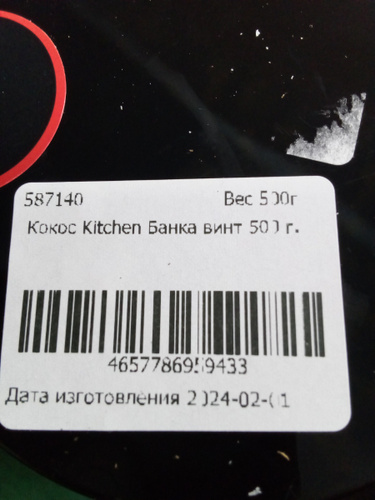 587140 Вес 500г
Кокос Kitchen Банка винт 500 г.
4657786959433
Дата изготовления 2024-02-01